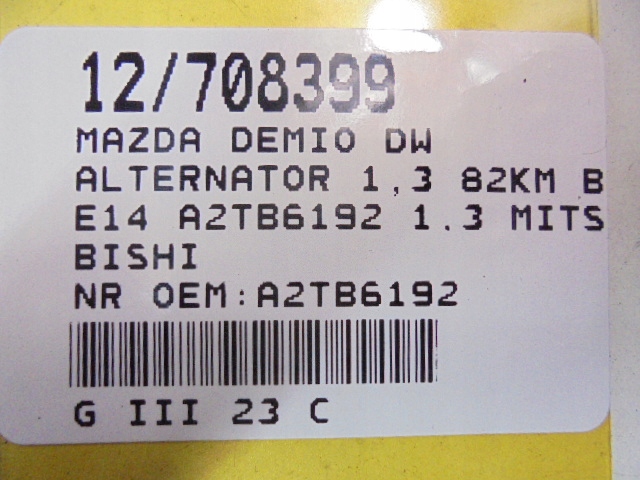 12/708399
MAZDA DEMIO DW
ALTERNATOR 1,3 82KM B
E14 A2TB6192 1.3 MITS
BISHI
NR OEM:A2TB6192
G III 23 C